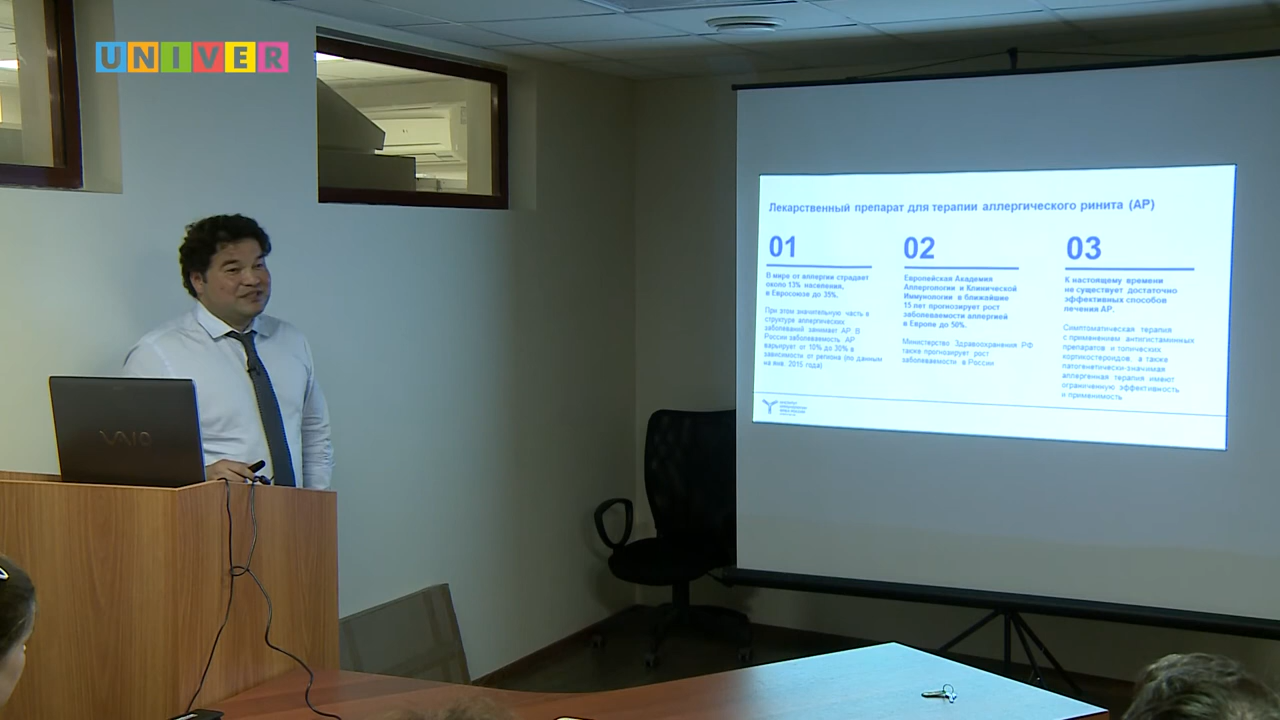 UNIVER
VAIO
Лекарственный препарат для терапии аллергического ринита (АР)
01
В мире от аллергии страдает
около 13% населения,
в Евросоюзе до 35%.
При этом значительную часть в
структуре аллергических
заболеваний занимает АР. В
России заболеваемость АР
варьирует от 10% до 30% в
зависимости от региона (по данным
на янв. 2015 года)
02
Европейская Академия
Аллергологии и Клинической
Иммунологии в ближайшие
15 лет прогнозирует рост
заболеваемости аллергией
в Европе до 50%.
Министерство Здравоохранения РФ
также прогнозирует рост
заболеваемости в России
03
К настоящему времени
не существует достаточно
эффективных способов
лечения АР.
Симптоматическая терапия
с применением антигистаминных
препаратов и топических
кортикостероидов, а также
патогенетически-значимая
аллергенная терапия имеют
ограниченную эффективность
и применимость